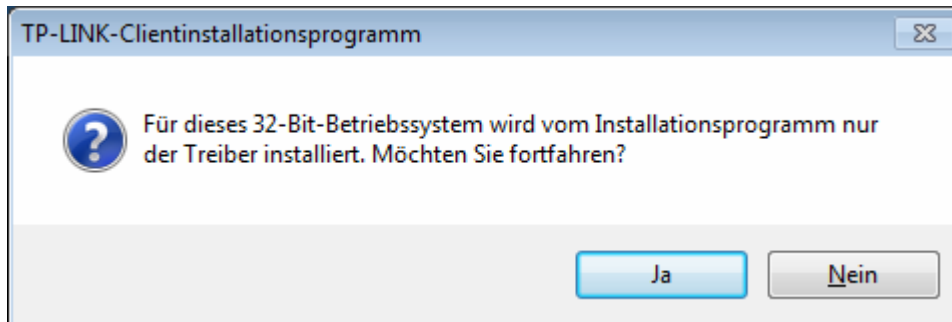 TP-LINK-Clientinstallationsprogramm
Für dieses 32-Bit-Betriebssystem wird vom Installationsprogramm nur
der Treiber installiert. Möchten Sie fortfahren?
Ja
Nein